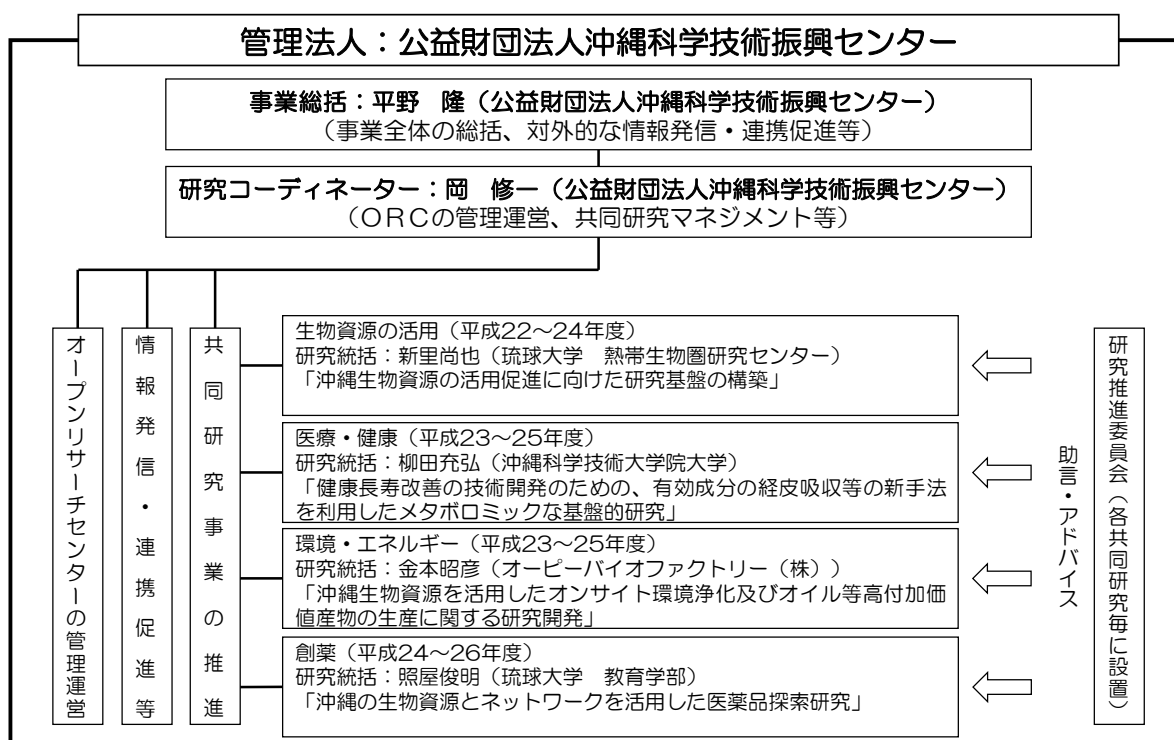 管理法人：公益財団法人沖縄科学技術振興センター
事業総括：平野　隆（公益財団法人沖縄科学技術振興センター）
（事業全体の総括、対外的な情報発信・連携促進等）
研究コーディネーター：岡　修一（公益財団法人沖縄科学技術振興センター）
（ＯＲＣの管理運営、共同研究マネジメント等）
オープンリサーチセンターの管理運営
情報発信・連携促進等
共同研究事業の推進
生物資源の活用（平成22～24年度）
研究統括：新里尚也（琉球大学　熱帯生物圏研究センター）
「沖縄生物資源の活用促進に向けた研究基盤の構築」
医療・健康（平成23～25年度）
研究統括：柳田充弘（沖縄科学技術大学院大学）
「健康長寿改善の技術開発のための、有効成分の経皮吸収等の新手法
を利用したメタボロミックな基盤的研究」
環境・エネルギー（平成23～25年度）
研究統括：金本昭彦（オーピーバイオファクトリー（株））
「沖縄生物資源を活用したオンサイト環境浄化及びオイル等高付加価
値産物の生産に関する研究開発」
創薬（平成24～26年度）
研究統括：照屋俊明（琉球大学　教育学部）
「沖縄の生物資源とネットワークを活用した医薬品探索研究」
助言・アドバイス
研究推進委員会（各共同研究毎に設置）